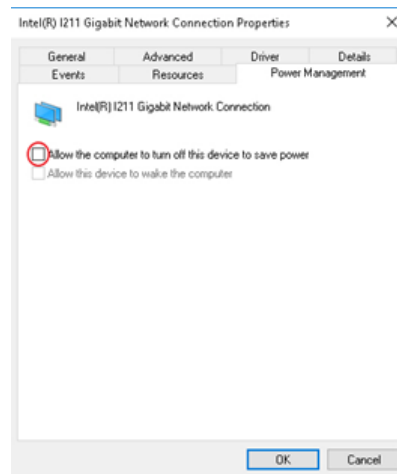 Intel(R) I211 Gigabit Network Connection Properties
General Advanced Driver Details
Events Resources Power Management
Intel(R) I211 Gigabit Network Connection
Allow the computer to turn off this device to save power
Allow this device to wake the computer
OK Cancel